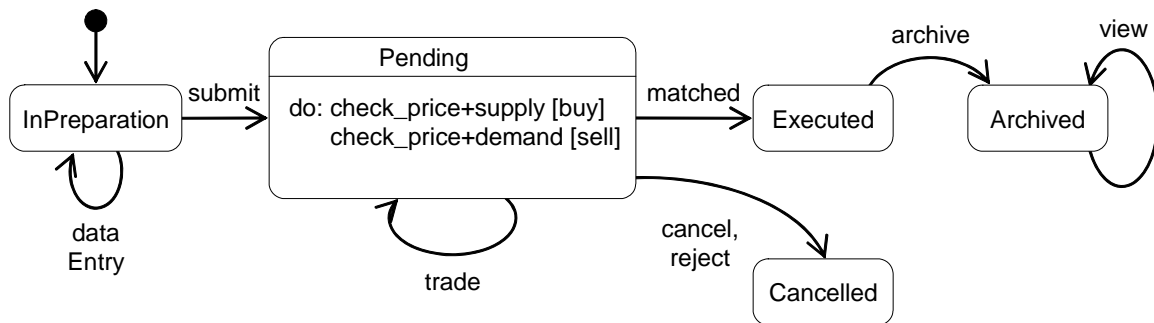 view
archive
Pending
submit
matched
InPreparation
do: check_price+supply [buy]
check_price+demand [sell]
Executed
Archived
data
Entry
trade
cancel,
reject
Cancelled